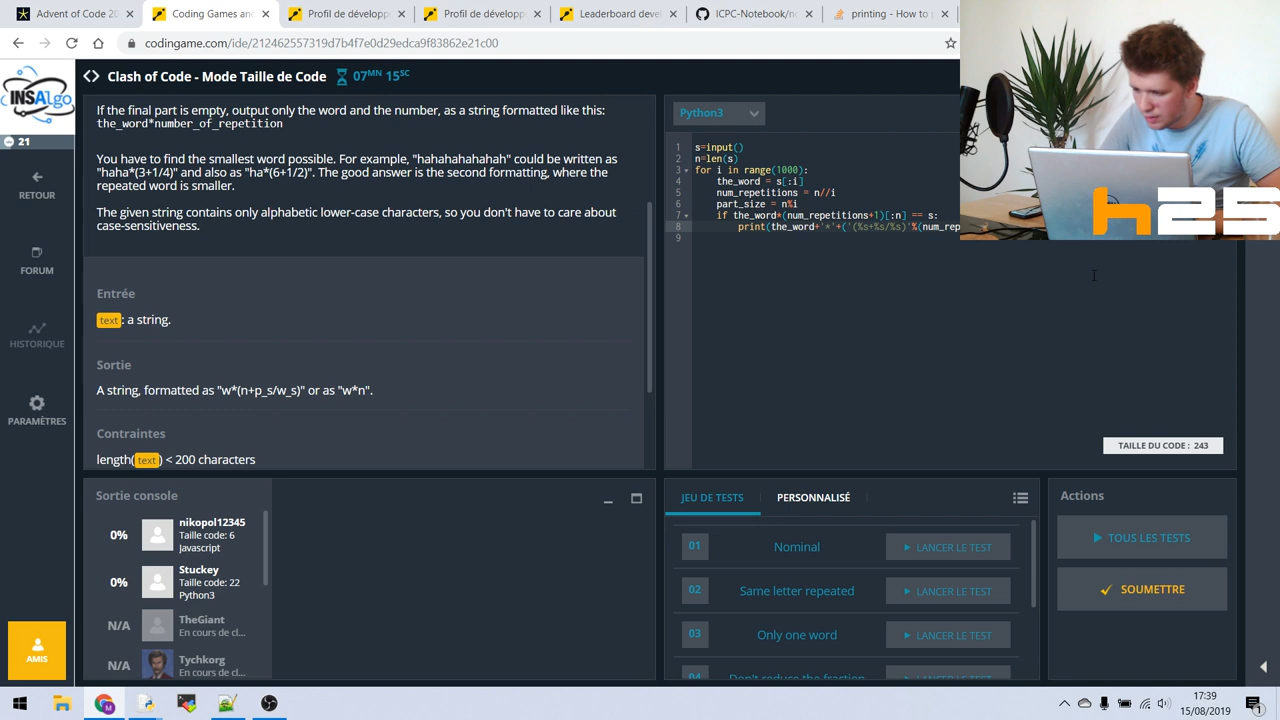 Advent of Code 20
Coding Games an
Profil de développ
Profil de développ
Leaderboard deve
CPC-Notebook/n
printing - How to p
codingame.com/ide/212462557319d7b4f7e0d29edca9f83862e21c00
INSAlgo
21
RETOUR
FORUM
HISTORIQUE
PARAMÈTRES
AMIS
Clash of Code - Mode Taille de Code
07MN 15SC
If the final part is empty, output only the word and the number, as a string formatted like this:
the_word*number_of_repetition
You have to find the smallest word possible. For example, "hahahahahahah" could be written as
"haha*(3+1/4)" and also as "ha*(6+1/2)". The good answer is the second formatting, where the
repeated word is smaller.
The given string contains only alphabetic lower-case characters, so you don't have to care about
case-sensitiveness.
Entrée
text: a string.
Sortie
A string, formatted as "w*(n+p_s/w_s)" or as "w*n".
Contraintes
length(text) < 200 characters
Python3
1 s=input()
2 n=len(s)
3 for i in range(1000):
4 the_word = s[:i]
5 num_repetitions = n//i
6 part_size = n%i
7 if the_word*(num_repetitions+1)[:n] == s:
8 print(the_word+'*'+('(%s+%s/%s)'%(num_rep
9
TAILLE DU CODE : 243
h25
Sortie console
0%
nikopol12345
Taille code: 6
Javascript
0%
Stuckey
Taille code: 22
Python3
N/A
TheGiant
En cours de cl...
N/A
Tychkorg
En cours de cl...
JEU DE TESTS
PERSONNALISÉ
01 Nominal LANCER LE TEST
02 Same letter repeated LANCER LE TEST
03 Only one word LANCER LE TEST
04 Don't reduce the fraction
Actions
TOUS LES TESTS
SOUMETTRE
17:39
15/08/2019
1